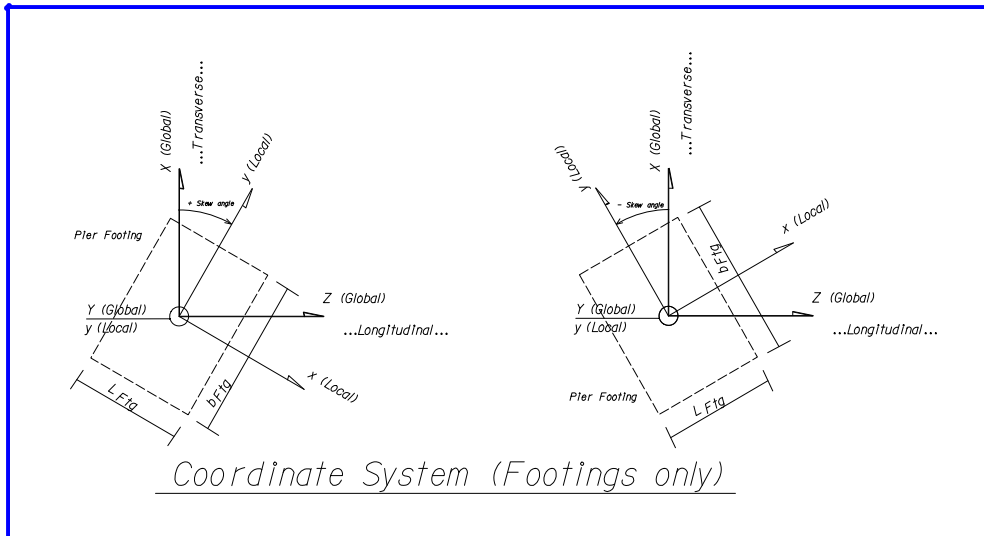 X (Global)
...Transverse...
y (Local)
+ Skew angle
Pier Footing
Y (Global)
y (Local)
Z (Global)
...Longitudinal...
x (Local)
L Ftg
bFtg
X (Global)
...Transverse...
y (Local)
- Skew angle
x (Local)
bFtg
Y (Global)
y (Local)
Z (Global)
...Longitudinal...
Pier Footing
L Ftg
Coordinate System (Footings only)